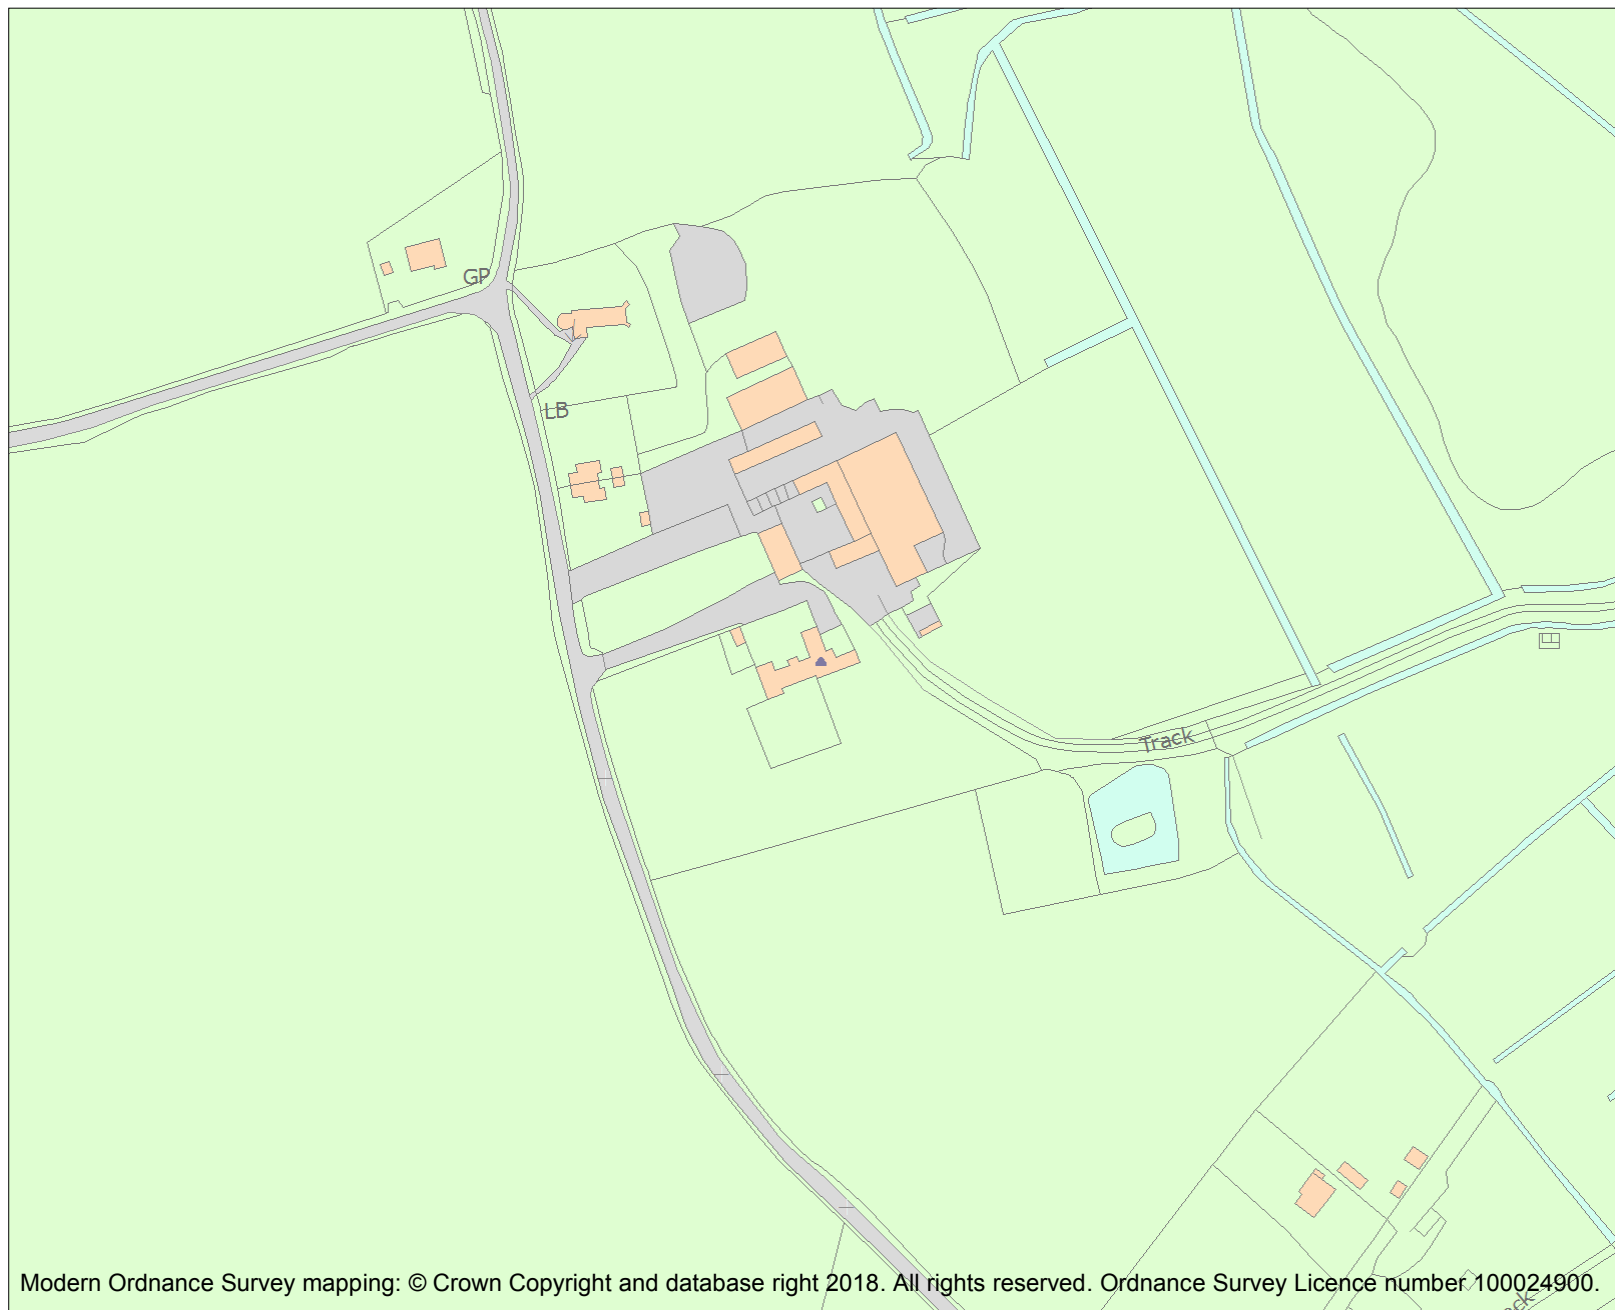 GP
LB
Track
Modern Ordnance Survey mapping: © Crown Copyright and database right 2018. All rights reserved. Ordnance Survey Licence number 100024900.